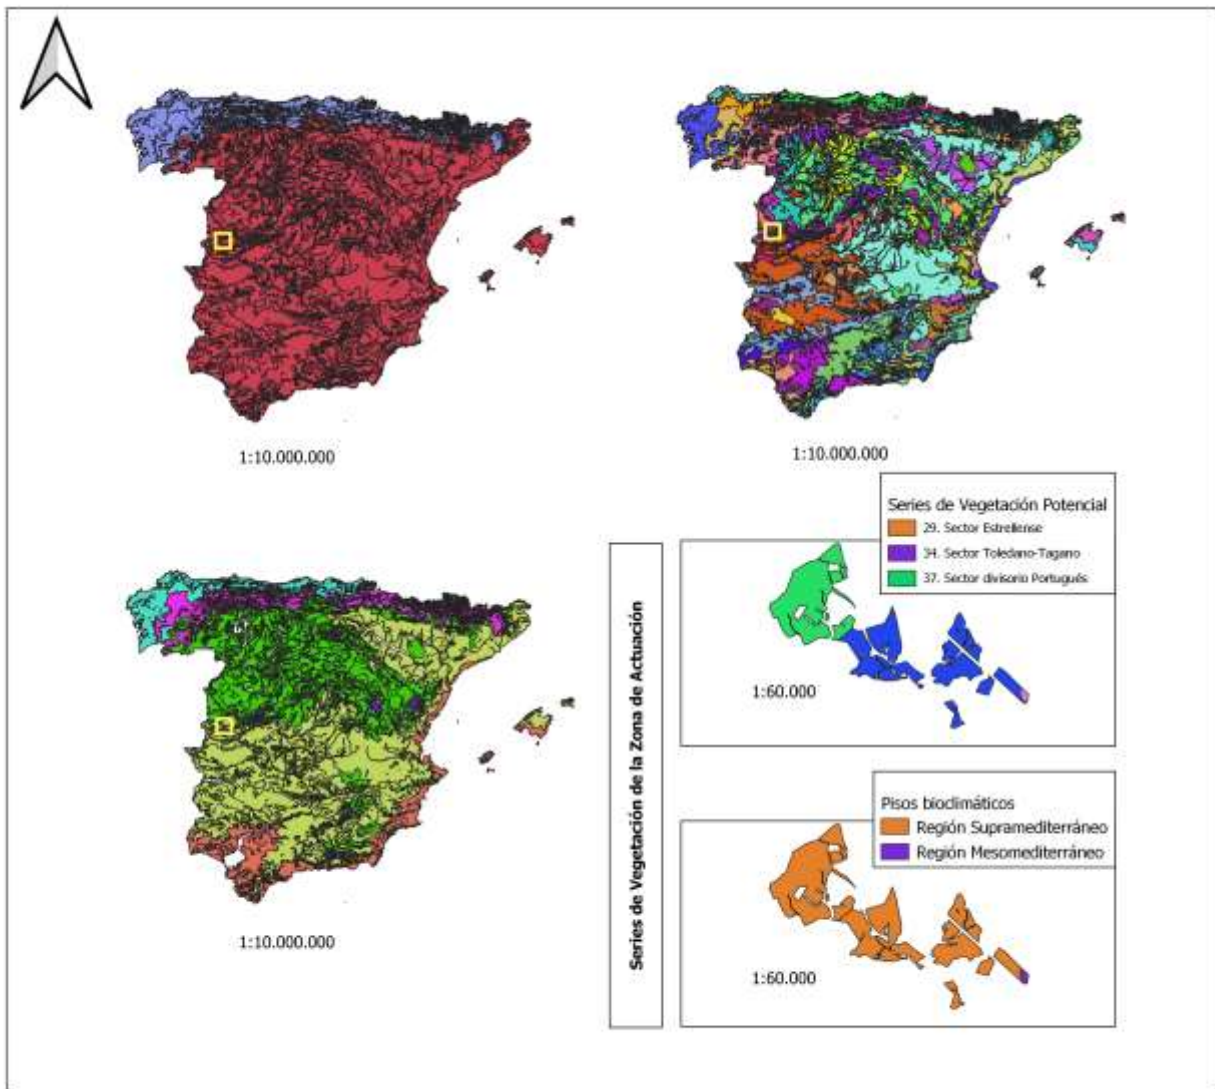 1:10.000.000
1:10.000.000
Series de Vegetación Potencial
29. Sector Estrellense
34. Sector Toledano-Tagano
37. Sector divisorio Portugués
1:60.000
Series de Vegetación de la Zona de Actuación
Pisos bioclimáticos
Región Supramediterráneo
Región Mesomediterráneo
1:60.000
1:10.000.000